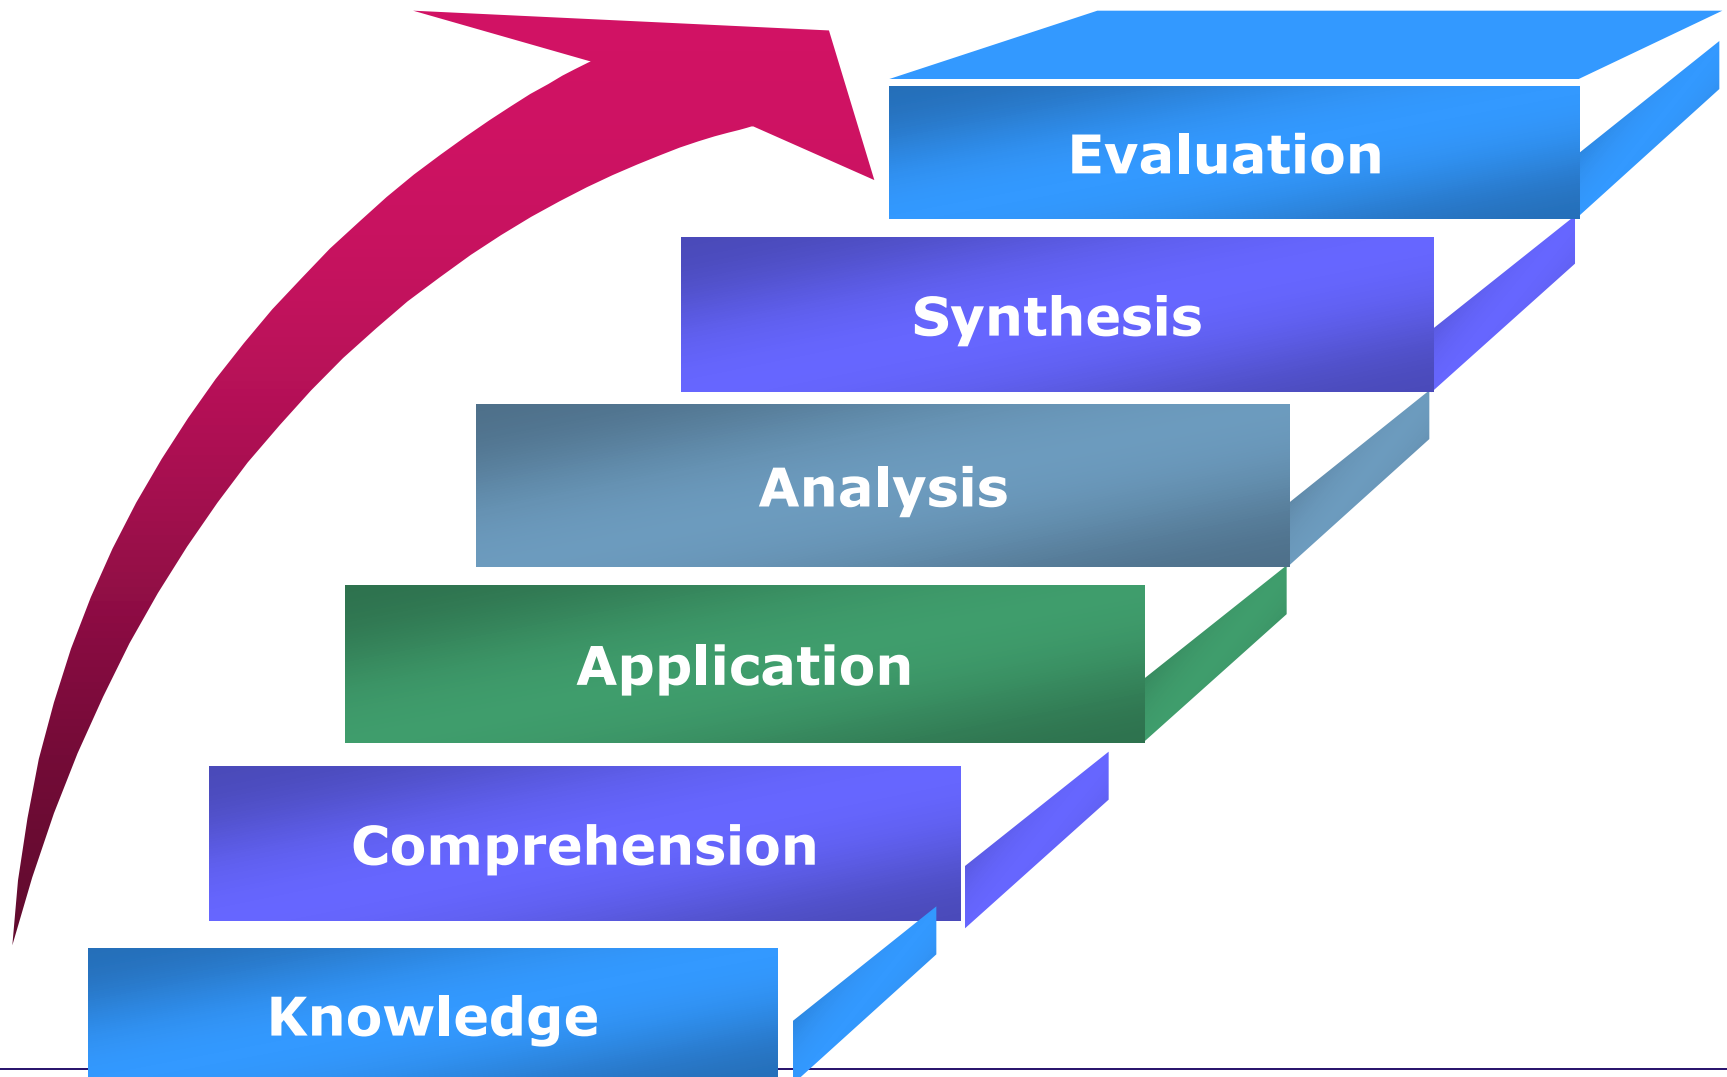 Evaluation
Synthesis
Analysis
Application
Comprehension
Knowledge